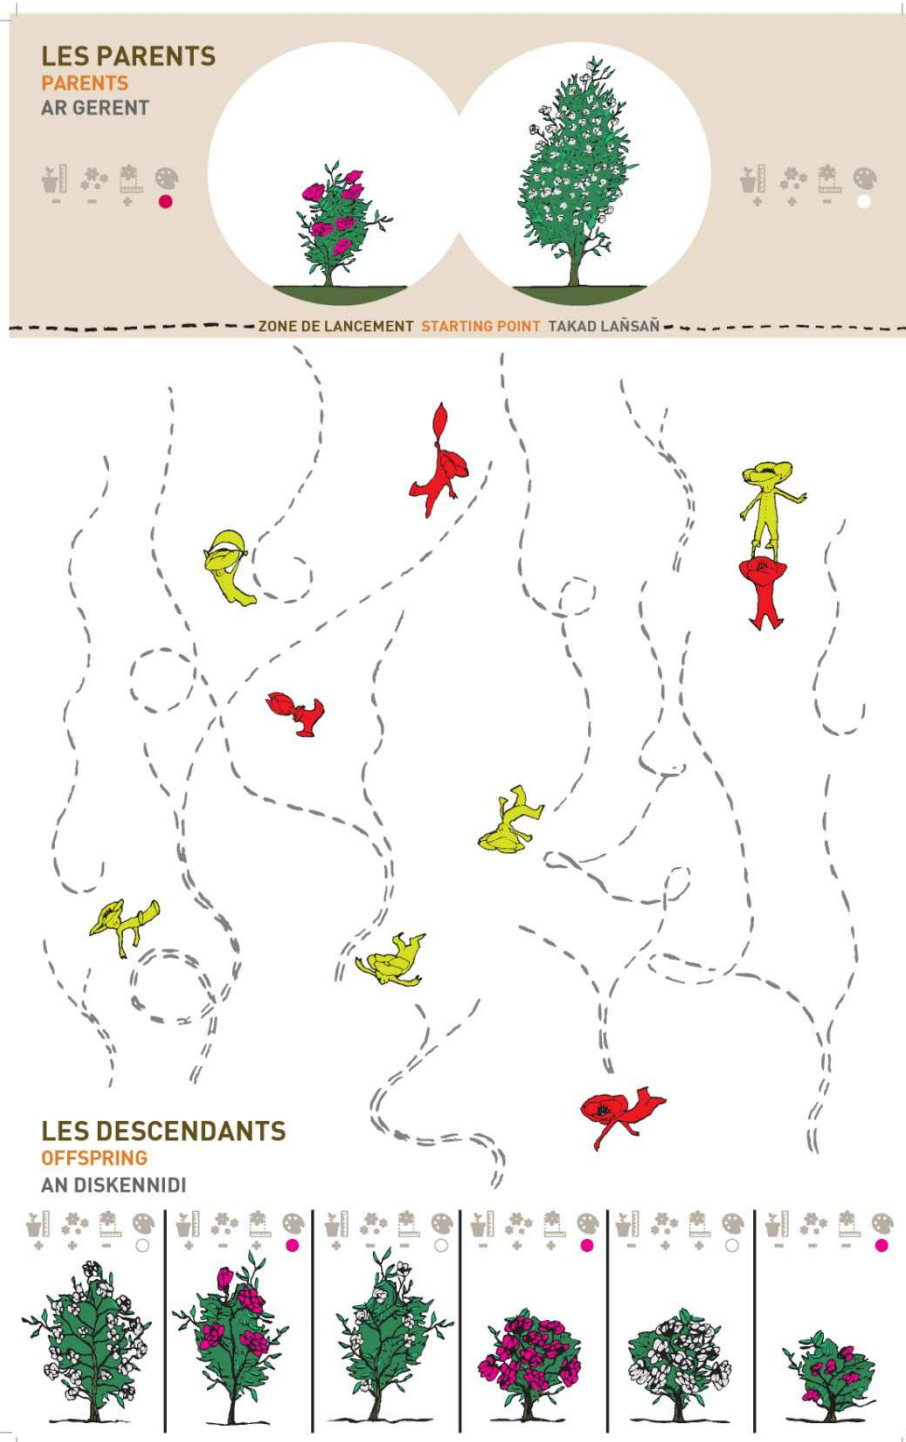 LES PARENTS
PARENTS
AR GERENT
- - +
+ + -
ZONE DE LANCEMENT STARTING POINT TAKAD LAÑSAÑ
LES DESCENDANTS
OFFSPRING
AN DISKENNIDI
+ + - + - + + - - - + + - + + - - -